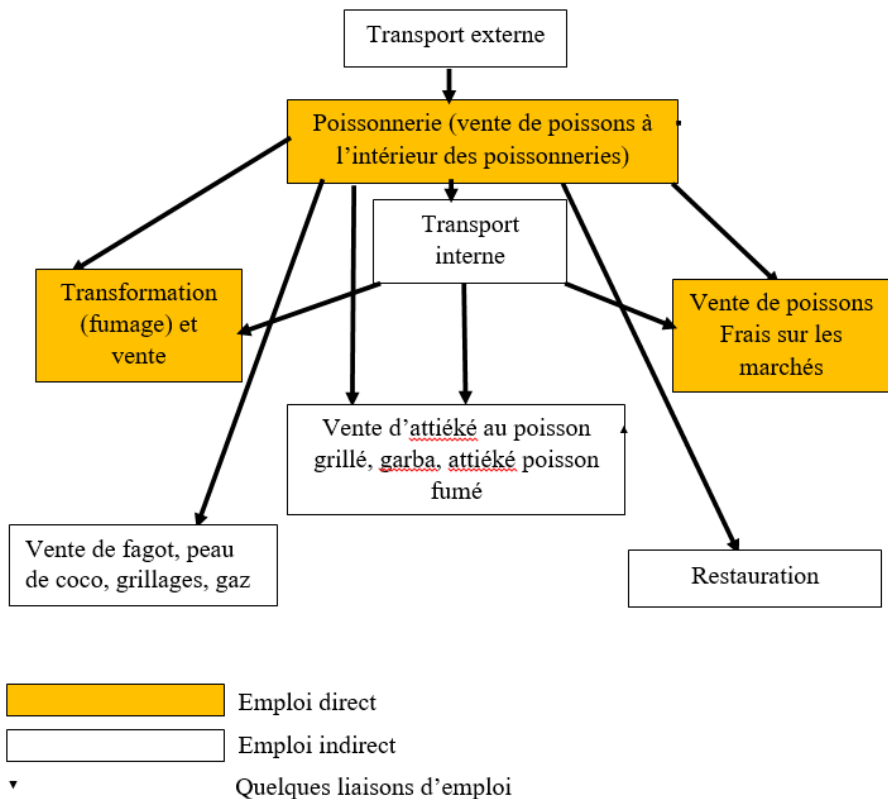 Transport externe
Poissonnerie (vente de poissons à
l’intérieur des poissonneries)
Transport
interne
Transformation
(fumage) et
vente
Vente de poissons
Frais sur les
marchés
Vente d’attiéké au poisson
grillé, garba, attiéké poisson
fumé
Vente de fagot, peau
de coco, grillages, gaz
Restauration
Emploi direct
Emploi indirect
Quelques liaisons d’emploi